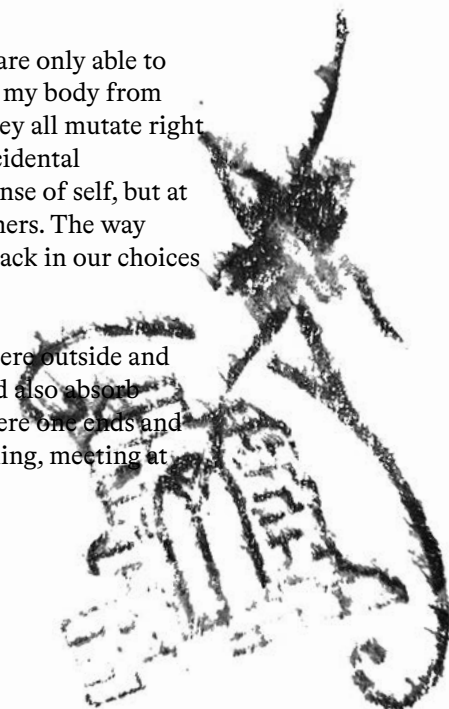 are only able to
my body from
ey all mutate right
cidental
nse of self, but at
ners. The way
ack in our choices
ere outside and
d also absorb
ere one ends and
ing, meeting at